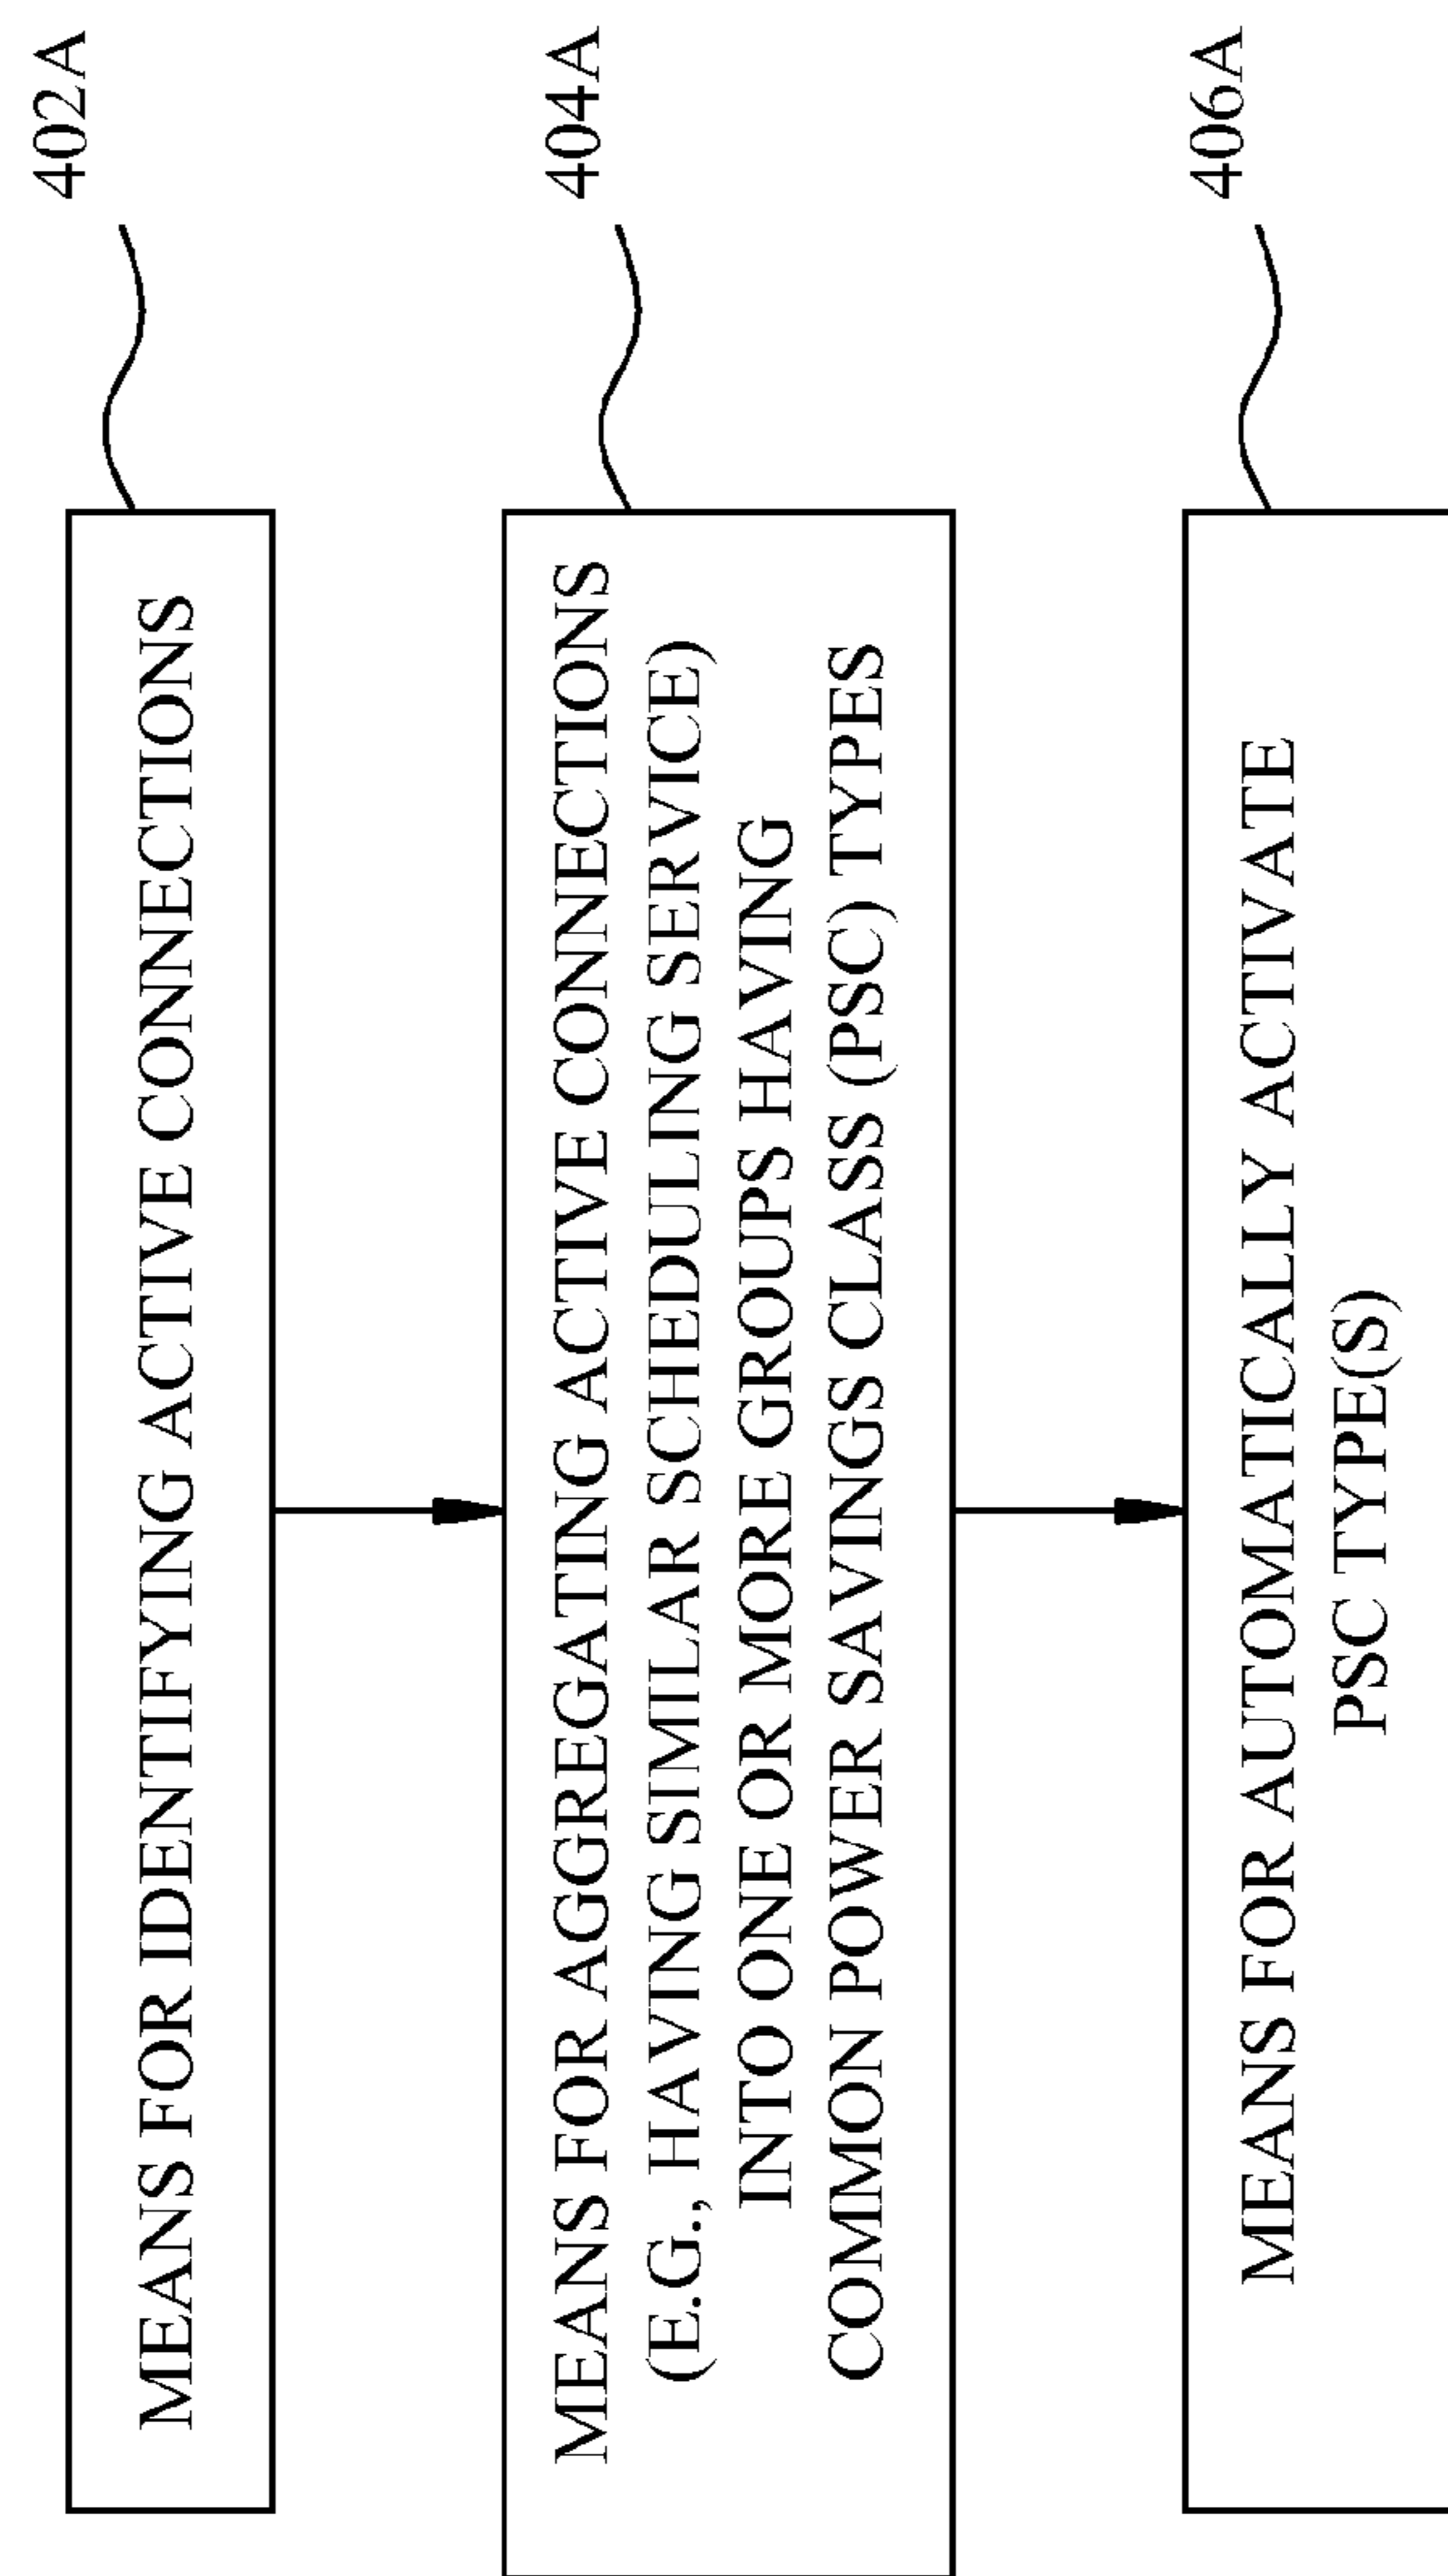 402A
MEANS FOR IDENTIFYING ACTIVE CONNECTIONS
404A
MEANS FOR AGGREGATING ACTIVE CONNECTIONS
(E.G., HAVING SIMILAR SCHEDULING SERVICE)
INTO ONE OR MORE GROUPS HAVING
COMMON POWER SAVINGS CLASS (PSC) TYPES
406A
MEANS FOR AUTOMATICALLY ACTIVATE
PSC TYPE(S)